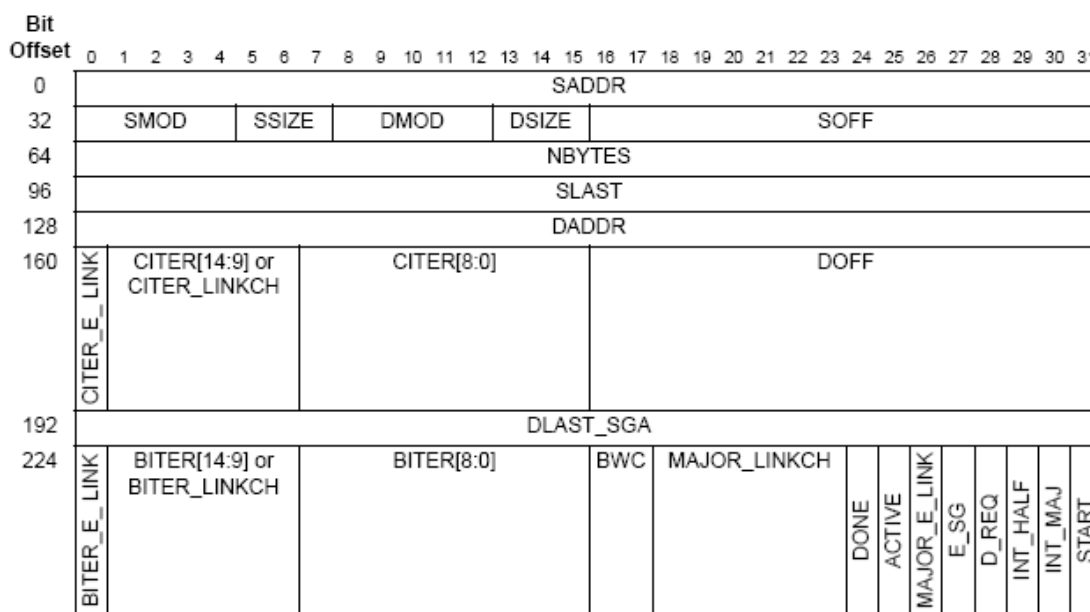 Bit
Offset 0 1 2 3 4 5 6 7 8 9 10 11 12 13 14 15 16 17 18 19 20 21 22 23 24 25 26 27 28 29 30 31
0 SADDR
32 SMOD SSIZE DMOD DSIZE SOFF
64 NBYTES
96 SLAST
128 DADDR
160 CITER_E_ LINK CITER[14:9] or CITER[8:0] DOFF
CITER_LINKCH
192 DLAST_SGA
224 BITER_E_ LINK BITER[14:9] or BITER[8:0] BWC MAJOR_LINKCH DONE ACTIVE MAJOR_E_LINK E_SG D_REQ INT_HALF INT_MAJ START
BITER_LINKCH